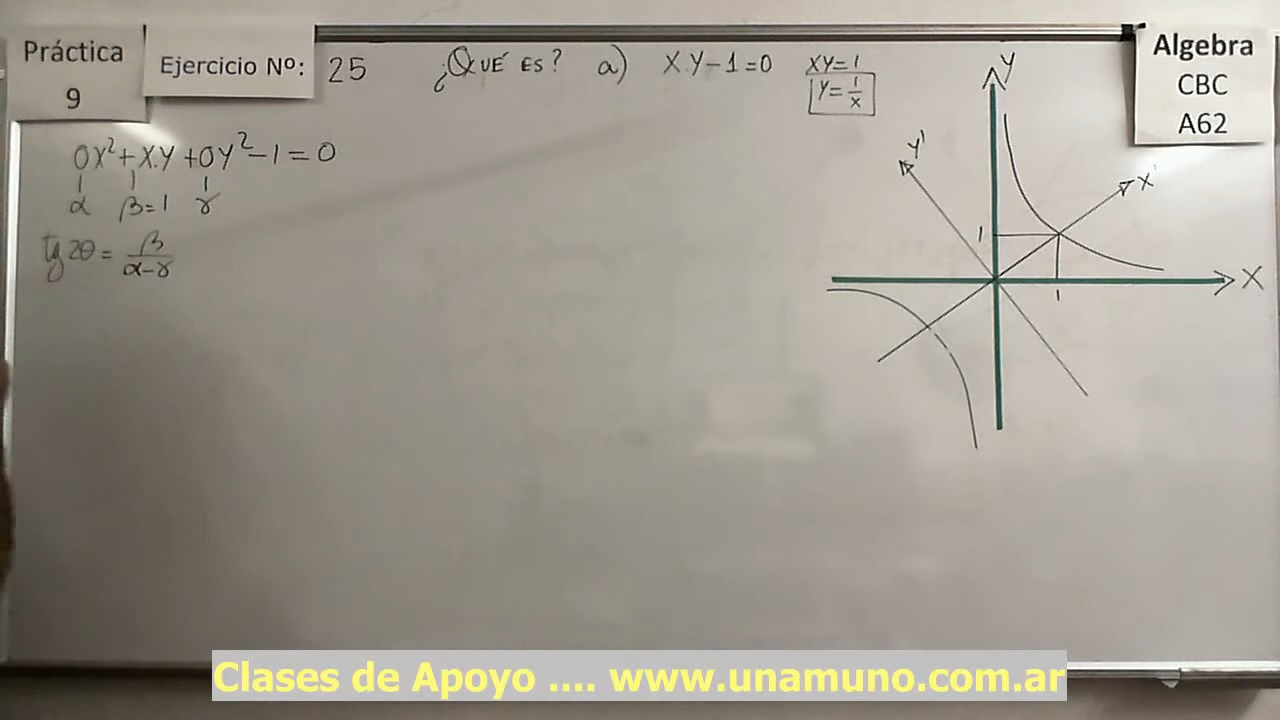 Práctica
9
Ejercicio Nº: 25
¿QUÉ ES? a) X.Y-1=0
XY=1
Y=1/X
Algebra
CBC
A62
0X²+X.Y+0Y²-1=0
α β=1 γ
tg 2θ = β/(α-γ)
Y
Y'
X'
1
X
1
Clases de Apoyo .... www.unamuno.com.ar